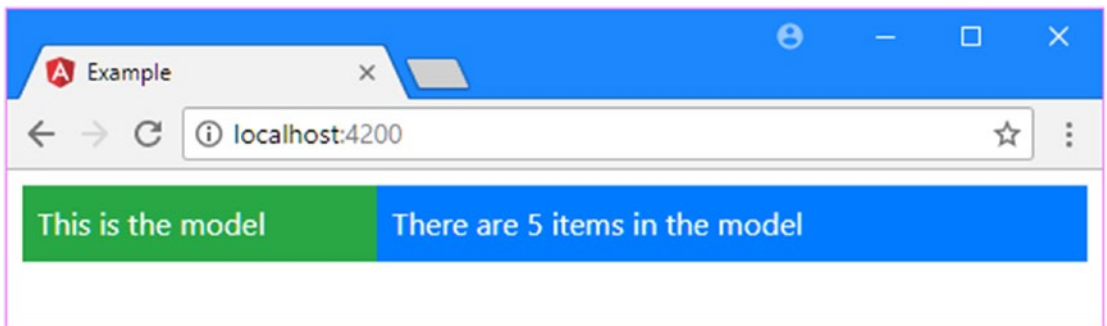 Example
localhost:4200
This is the model
There are 5 items in the model